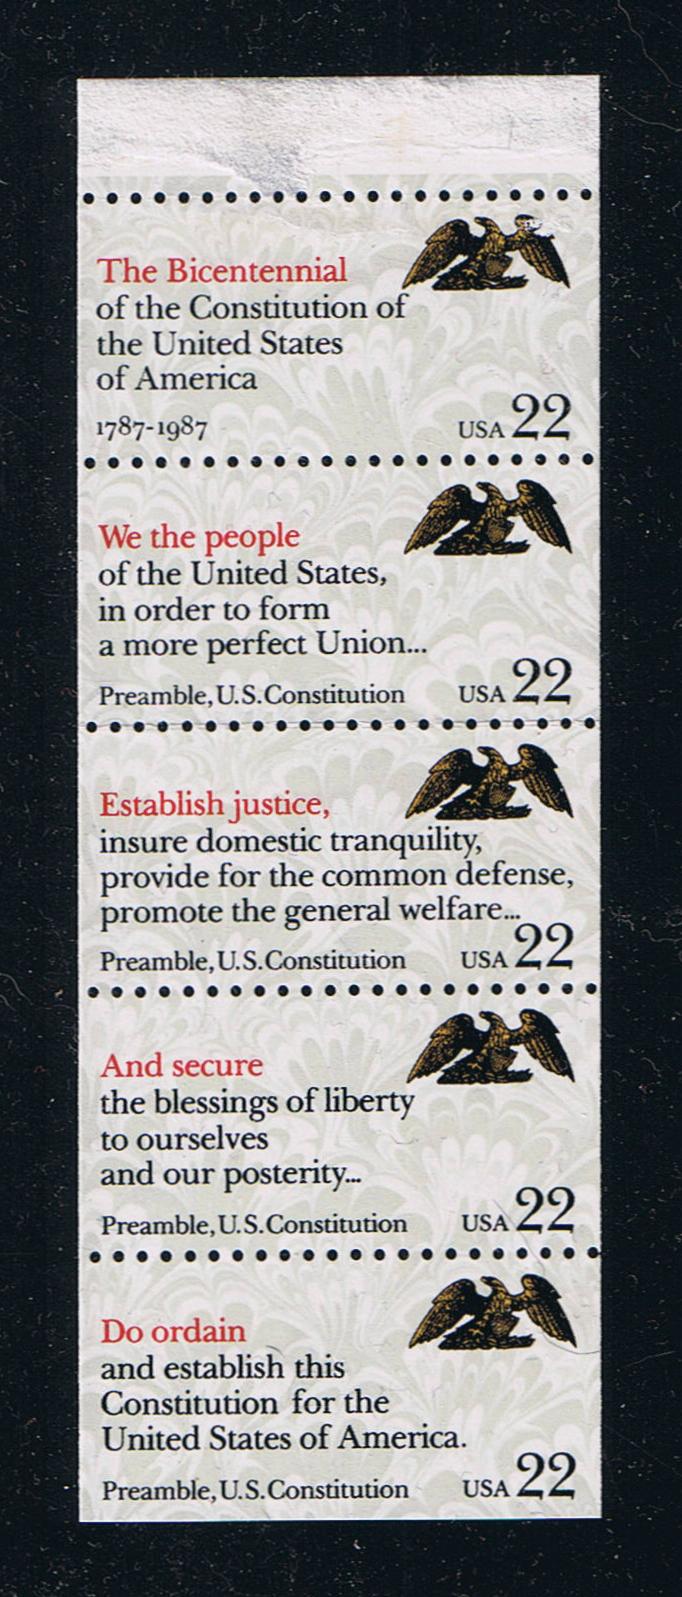 The Bicentennial
of the Constitution of
the United States
of America
1787-1987 USA 22
We the people
of the United States,
in order to form
a more perfect Union...
Preamble, U.S. Constitution USA 22
Establish justice,
insure domestic tranquility,
provide for the common defense,
promote the general welfare...
Preamble, U.S. Constitution USA 22
And secure
the blessings of liberty
to ourselves
and our posterity...
Preamble, U.S. Constitution USA 22
Do ordain
and establish this
Constitution for the
United States of America.
Preamble, U.S. Constitution USA 22